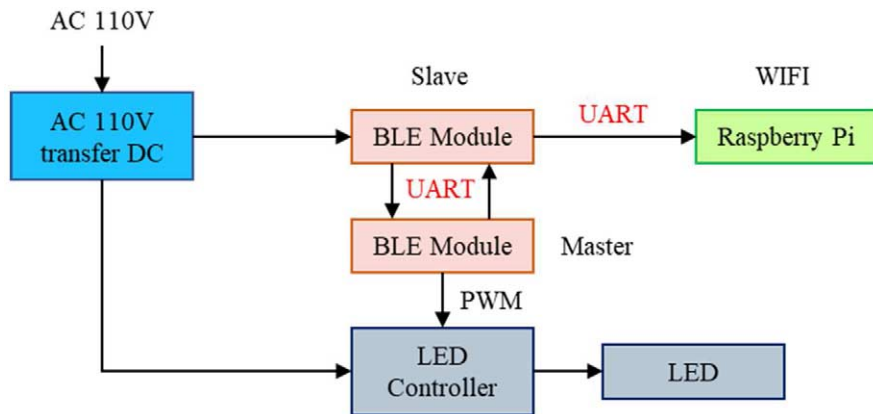 AC 110V
Slave
WIFI
AC 110V
transfer DC
BLE Module
UART
Raspberry Pi
UART
BLE Module
Master
PWM
LED
Controller
LED